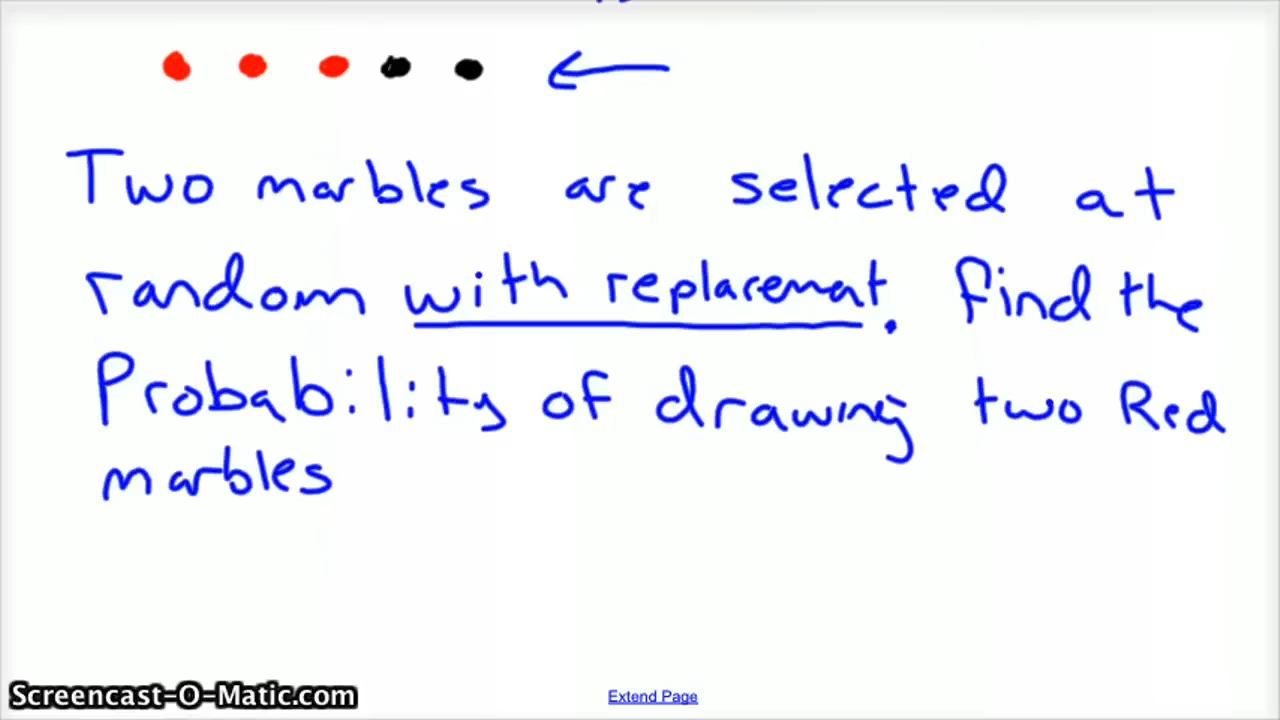 Two marbles are selected at
random with replacemat. Find the
Probability of drawing two Red
marbles
Screencast-O-Matic.com
Extend Page